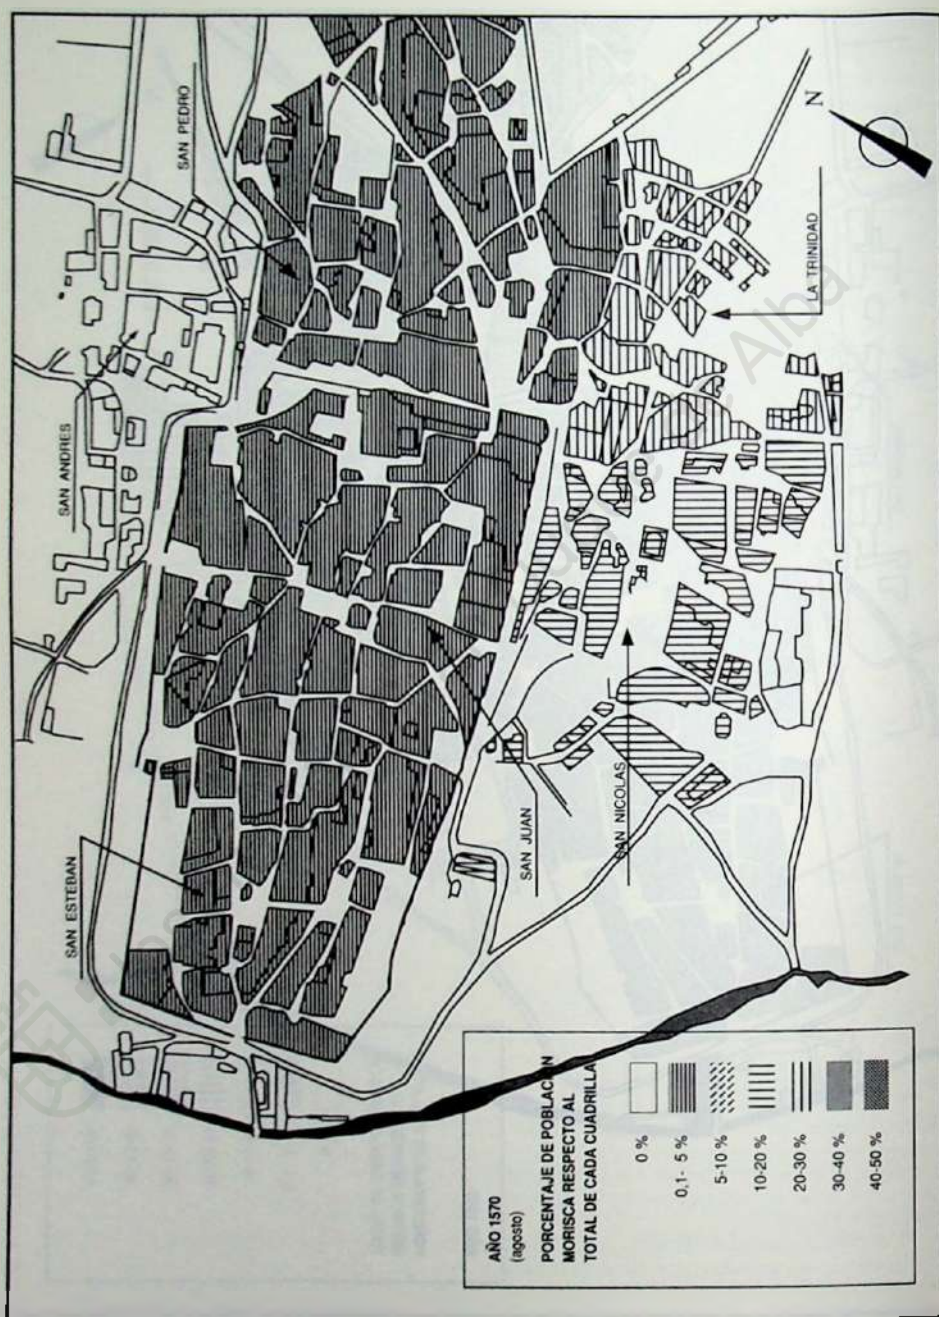 SAN PEDRO
SAN ANDRES
SAN ESTEBAN
LA TRINIDAD
N
SAN JUAN
SAN NICOLAS
AÑO 1570
(agosto)
PORCENTAJE DE POBLACION
MORISCA RESPECTO AL
TOTAL DE CADA CUADRILLA
0 %
0,1- 5 %
5-10 %
10-20 %
20-30 %
30-40 %
40-50 %
Alba